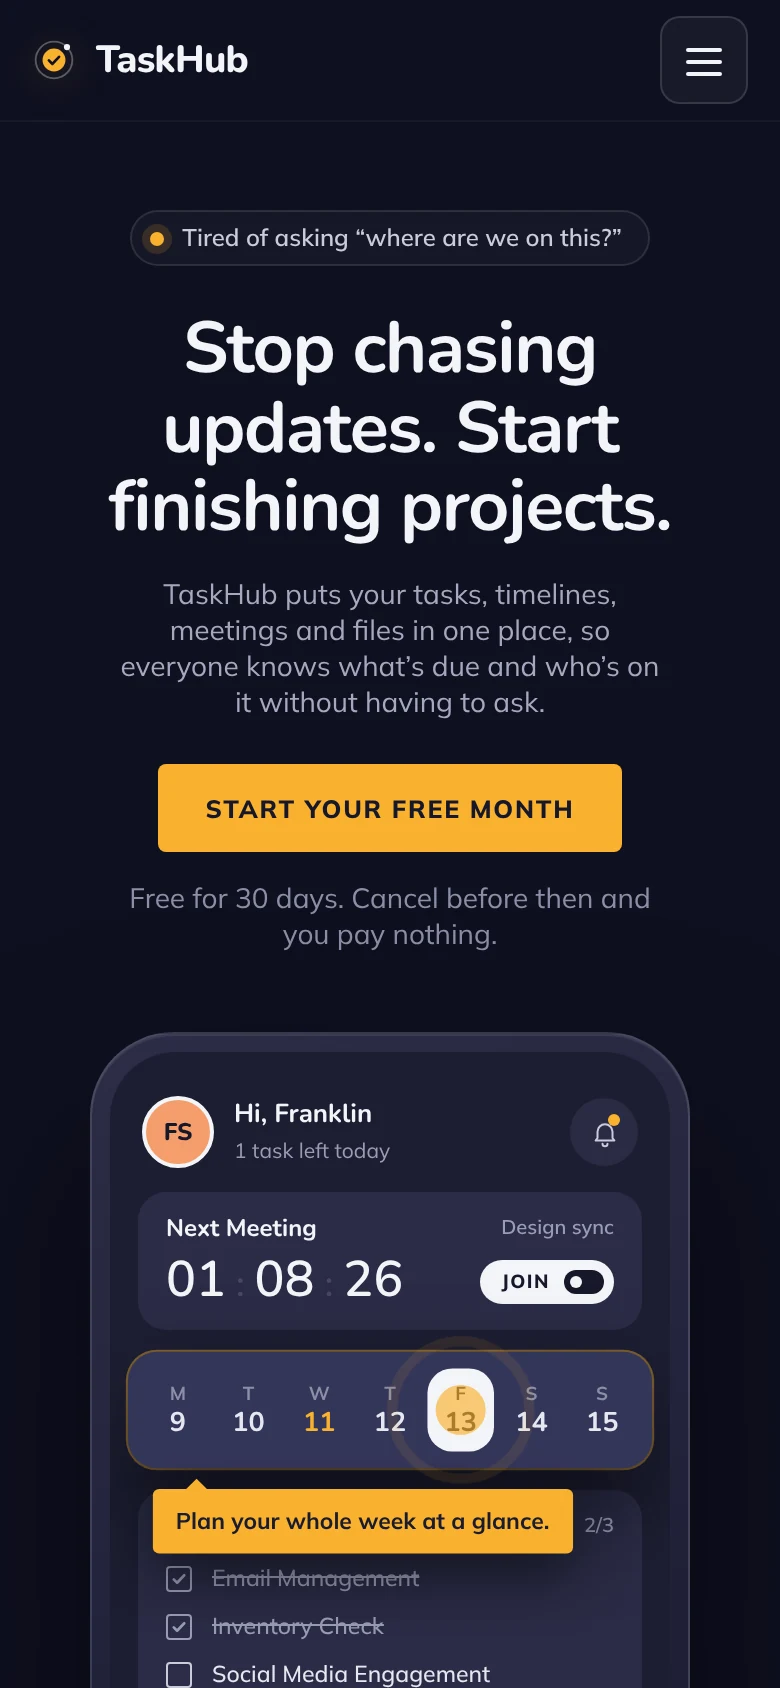 TaskHub
Tired of asking “where are we on this?”
Stop chasing
updates. Start
finishing projects.
TaskHub puts your tasks, timelines,
meetings and files in one place, so
everyone knows what’s due and who’s on
it without having to ask.
START YOUR FREE MONTH
Free for 30 days. Cancel before then and
you pay nothing.
FS
Hi, Franklin
1 task left today
Next Meeting
Design sync
01 : 08 : 26
JOIN
M T W T F S S
9 10 11 12 13 14 15
Plan your whole week at a glance.
2/3
Email Management
Inventory Check
Social Media Engagement